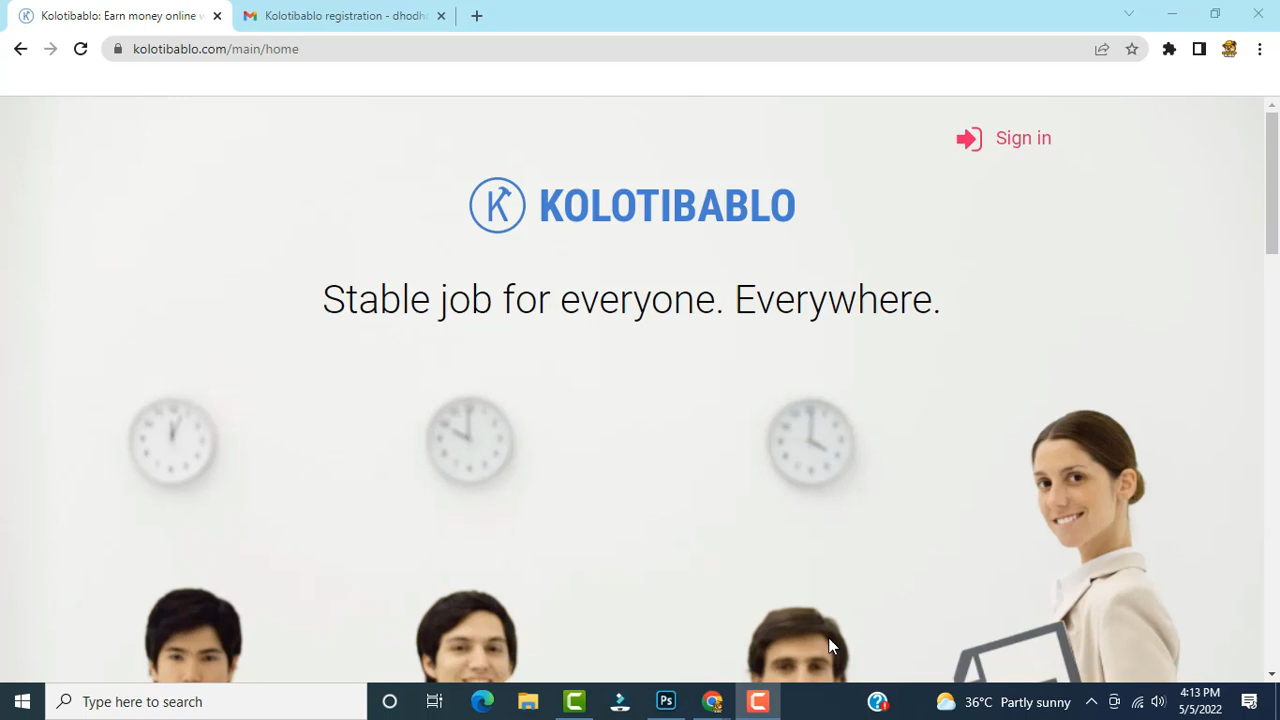 Kolotibablo: Earn money online w
Kolotibablo registration - dhodh
kolotibablo.com/main/home
Sign in
KOLOTIBABLO
Stable job for everyone. Everywhere.
Type here to search
Ps
36°C Partly sunny
4:13 PM
5/5/2022